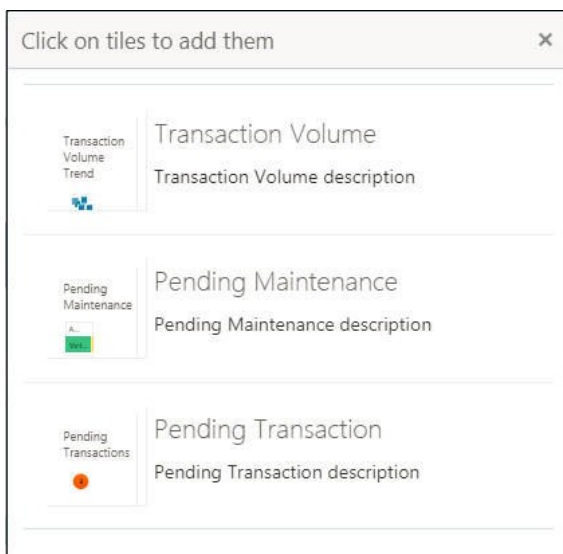 Click on tiles to add them ×
Transaction
Volume
Trend
Transaction Volume
Transaction Volume description
Pending
Maintenance
A...
Pending Maintenance
Pending Maintenance description
Pending
Transactions
Pending Transaction
Pending Transaction description